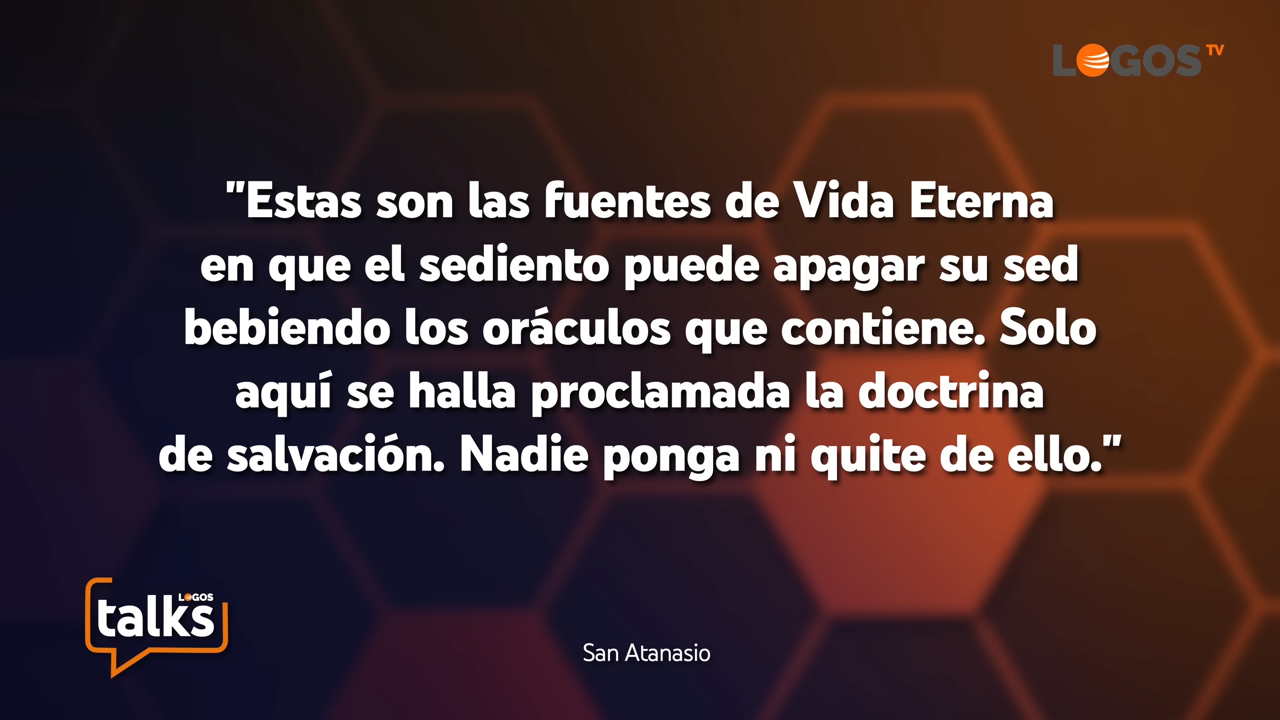 LOGOS TV
"Estas son las fuentes de Vida Eterna
en que el sediento puede apagar su sed
bebiendo los oráculos que contiene. Solo
aquí se halla proclamada la doctrina
de salvación. Nadie ponga ni quite de ello."
LOGOS
talks
San Atanasio